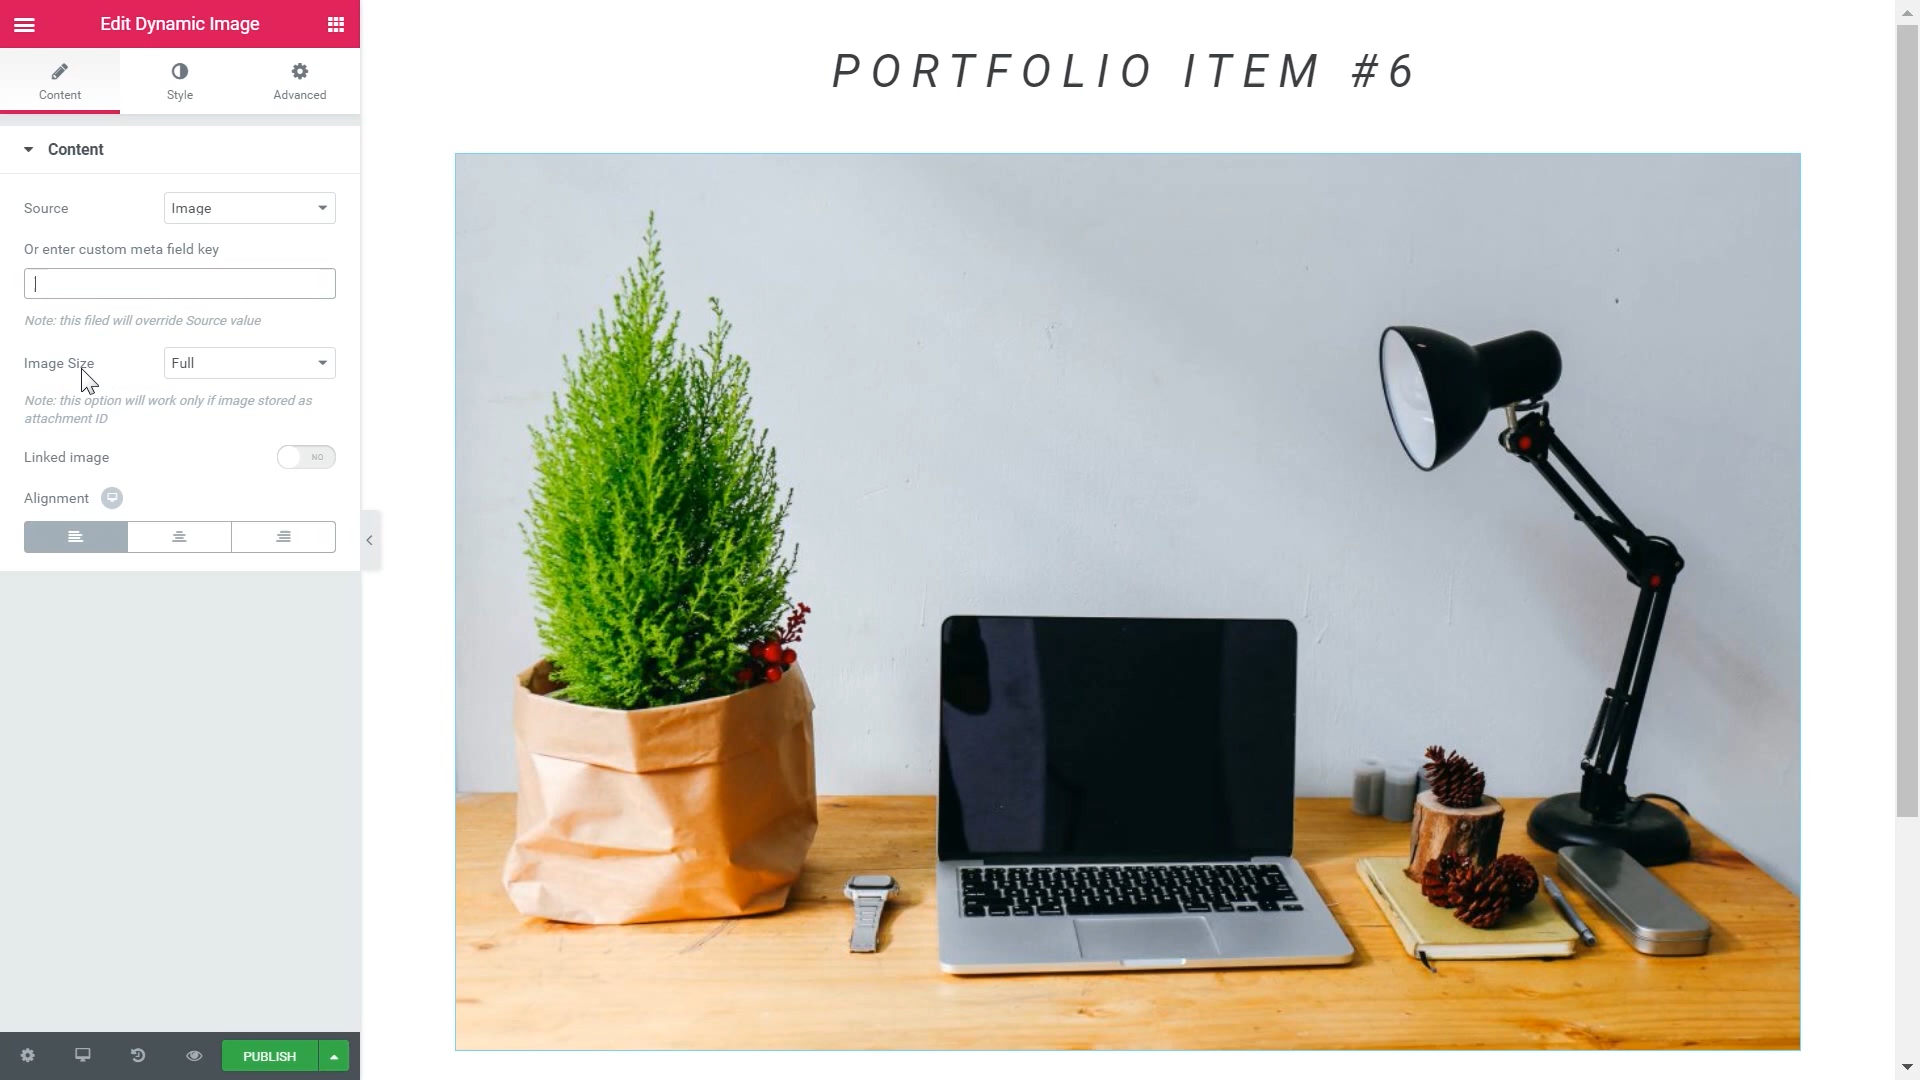 Edit Dynamic Image
Content
Style
Advanced
Content
Source
Image
Or enter custom meta field key
Note: this filed will override Source value
Image Size
Full
Note: this option will work only if image stored as
attachment ID
Linked image
NO
Alignment
PUBLISH
PORTFOLIO ITEM #6